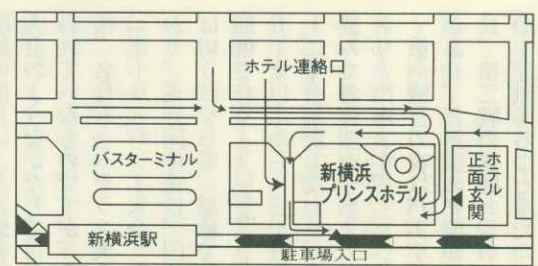 ホテル連絡口
バスターミナル
新横浜
プリンスホテル
ホテル
正面玄関
新横浜駅
駐車場入口